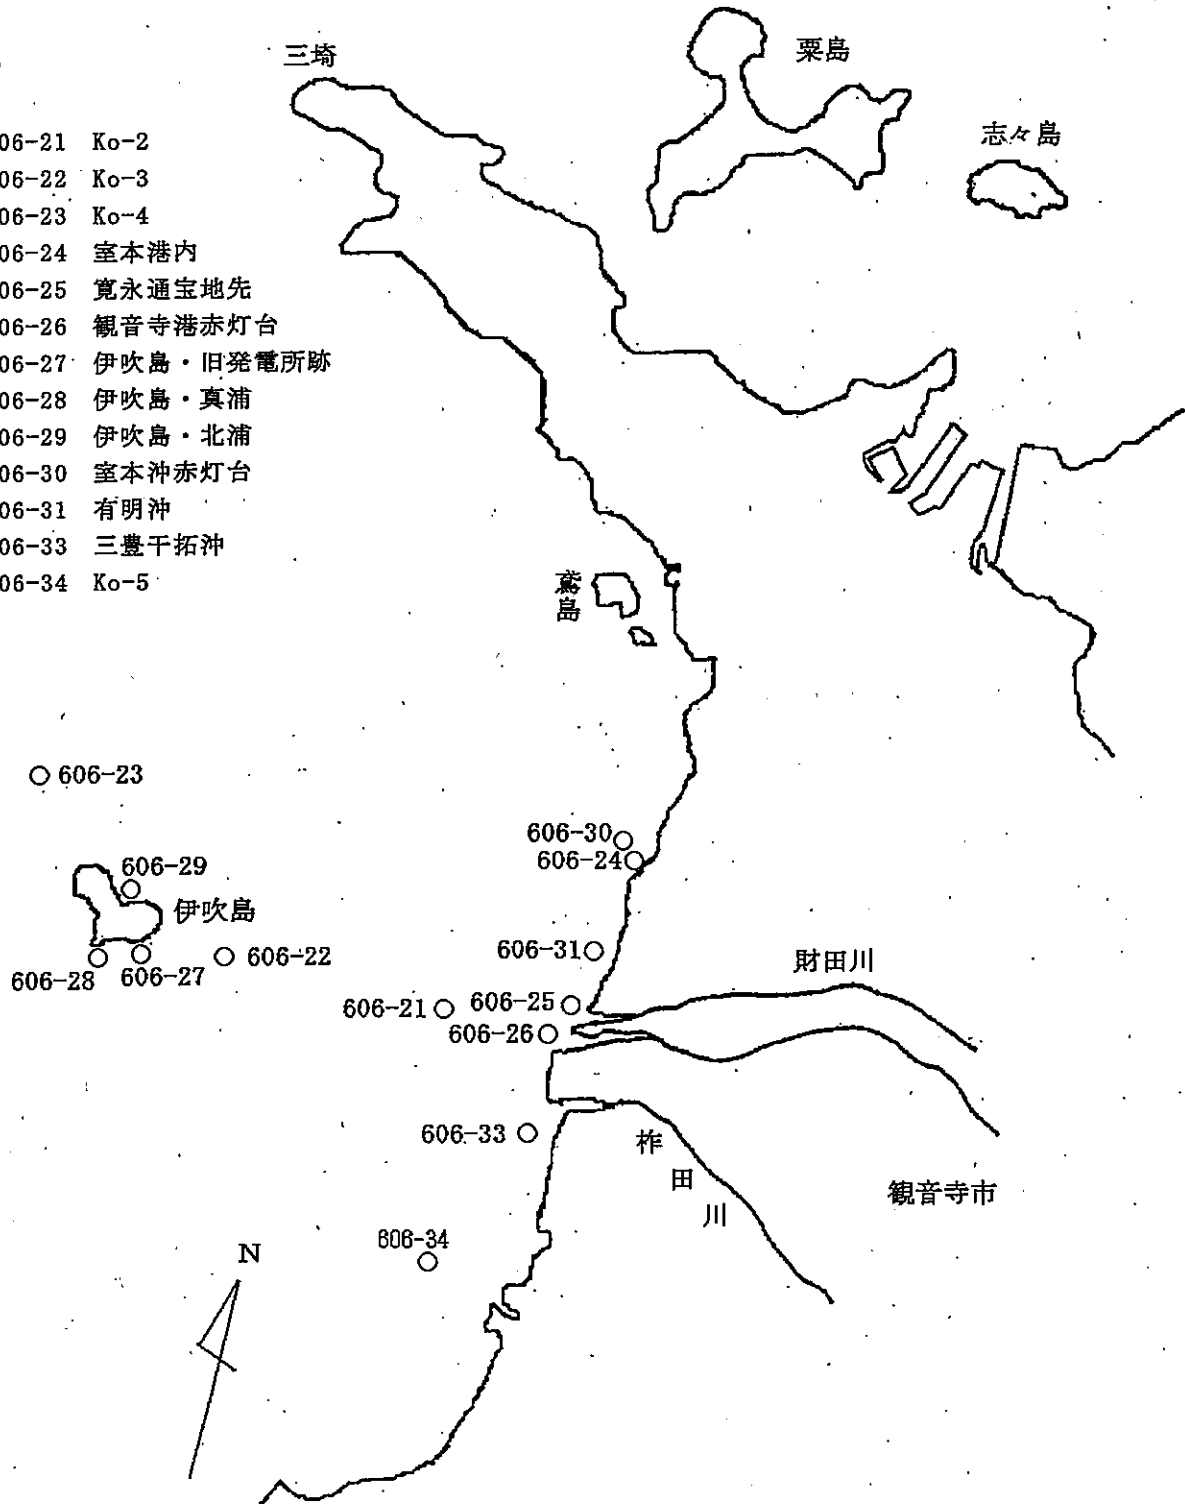 三埼
粟島
志々島
06-21 Ko-2
06-22 Ko-3
06-23 Ko-4
06-24 室本港内
06-25 寛永通宝地先
06-26 観音寺港赤灯台
06-27 伊吹島・旧発電所跡
06-28 伊吹島・真浦
06-29 伊吹島・北浦
06-30 室本沖赤灯台
06-31 有明沖
06-33 三豊干拓沖
06-34 Ko-5
鳶島
606-23
606-30
606-24
606-29
伊吹島
606-31
606-22
606-27
606-28
財田川
606-21
606-25
606-26
606-33
柞田川
観音寺市
606-34
N